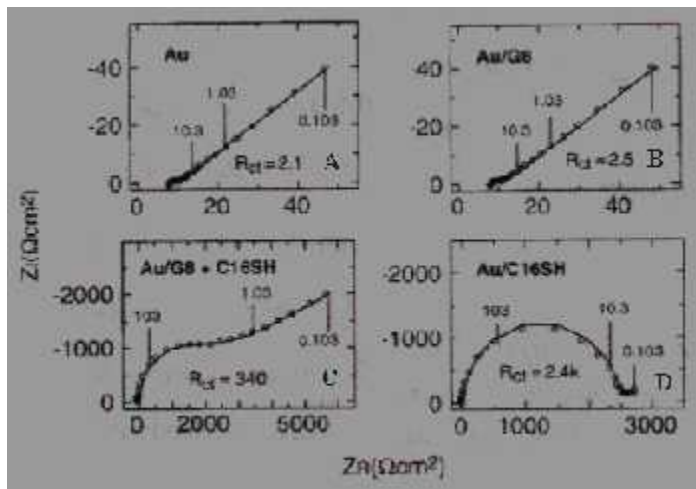 Au
-40
-20
0
10.3
1.03
0.103
Rct = 2.1
A
0 20 40
Au/G6
-40
-20
0
10.3
1.03
0.103
Rct = 2.5
B
0 20 40
Zi(Ωcm²)
Au/G6 + C16SH
-2000
-1000
0
103
1.03
0.103
Rct = 340
C
0 2000 5000
Au/C16SH
-2000
-1000
0
103
10.3
0.103
Rct = 2.4k
D
0 1000 3000
ZR(Ωcm²)